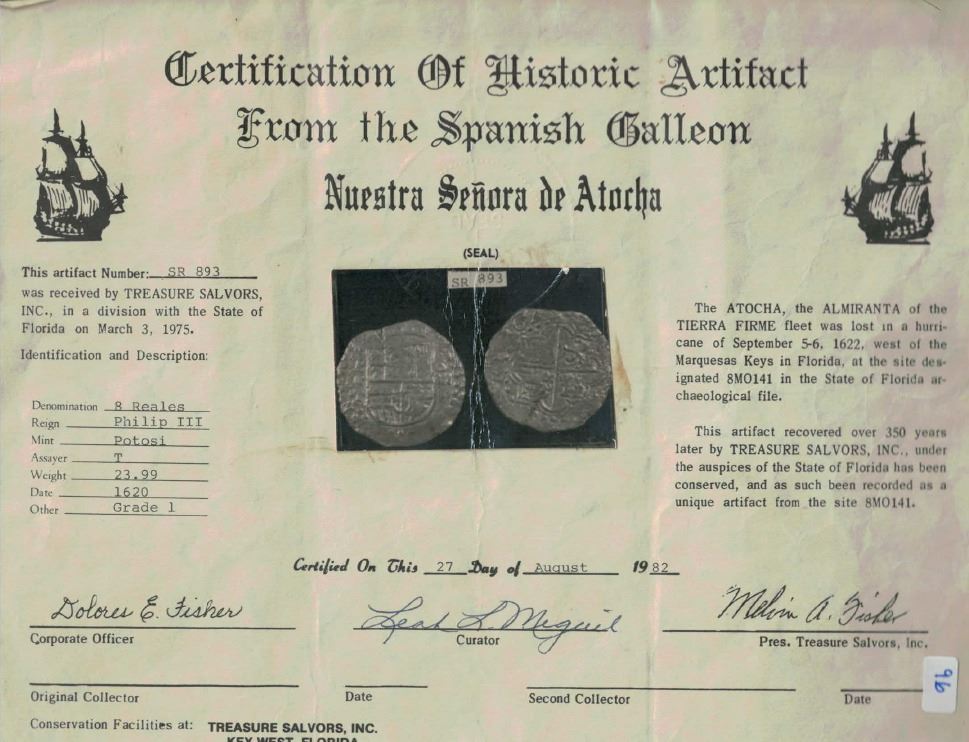 Certification Of Historic Artifact
From the Spanish Galleon
Nuestra Señora de Atocha
(SEAL)
SR 893
This artifact Number: SR 893
was received by TREASURE SALVORS,
INC., in a division with the State of
Florida on March 3, 1975.
Identification and Description:
Denomination 8 Reales
Reign Philip III
Mint Potosi
Assayer T
Weight 23.99
Date 1620
Other Grade 1
The ATOCHA, the ALMIRANTA of the
TIERRA FIRME fleet was lost in a hurri-
cane of September 5-6, 1622, west of the
Marquesas Keys in Florida, at the site des-
ignated 8MO141 in the State of Florida ar-
chaeological file.
This artifact recovered over 350 years
later by TREASURE SALVORS, INC., under
the auspices of the State of Florida has been
conserved, and as such been recorded as a
unique artifact from the site 8MO141.
Certified On This 27 Day of August 19 82
Dolores E. Fisher
Corporate Officer
Leah L.
Curator
Melvin A. Fisher
Pres. Treasure Salvors, Inc.
Original Collector
Date
Second Collector
Date
96
Conservation Facilities at: TREASURE SALVORS, INC.
KEY WEST, FLORIDA